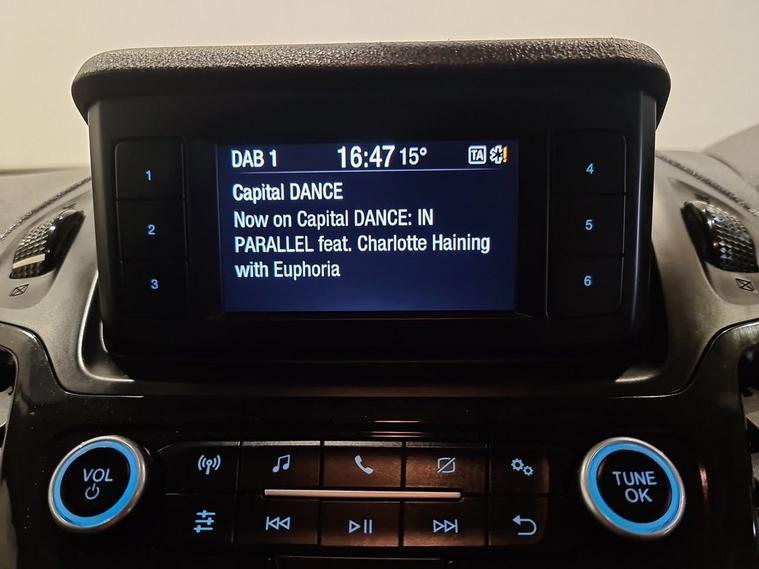 DAB 1 16:47 15° TA
Capital DANCE
Now on Capital DANCE: IN
PARALLEL feat. Charlotte Haining
with Euphoria
1
2
3
4
5
6
VOL
TUNE
OK